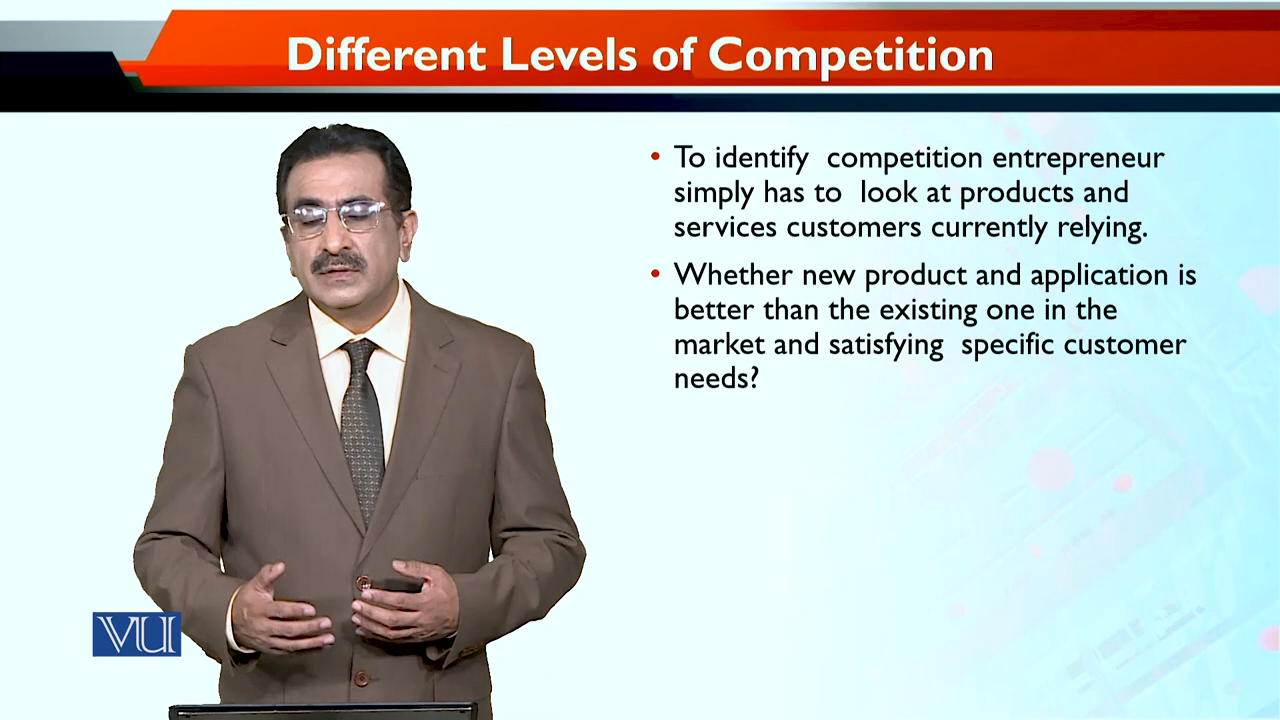 Different Levels of Competition
• To identify  competition entrepreneur
simply has to  look at products and
services customers currently relying.
• Whether new product and application is
better than the existing one in the
market and satisfying  specific customer
needs?
VU